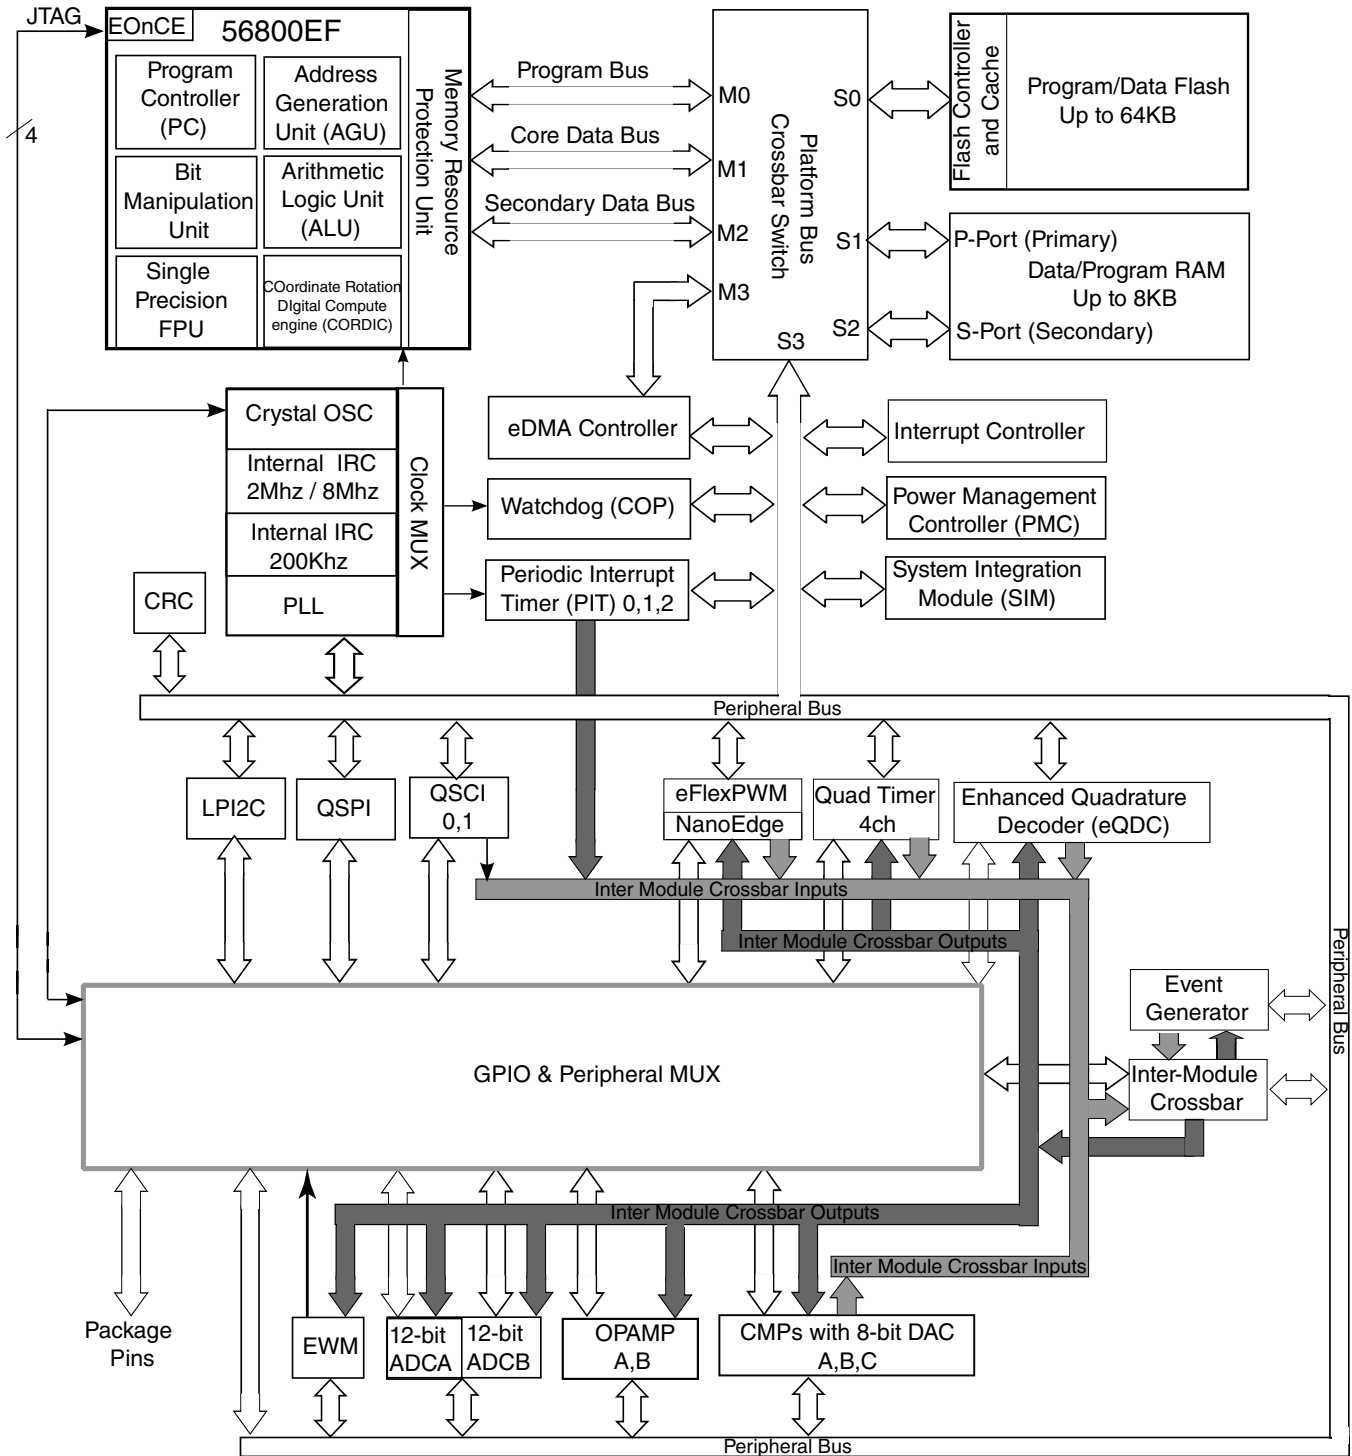 JTAG
4
EOnCE
56800EF
Program
Controller
(PC)
Address
Generation
Unit (AGU)
Bit
Manipulation
Unit
Arithmetic
Logic Unit
(ALU)
Single
Precision
FPU
COordinate Rotation
DIgital Compute
engine (CORDIC)
Memory Resource
Protection Unit
Program Bus
Core Data Bus
Secondary Data Bus
M0
M1
M2
M3
Platform Bus
Crossbar Switch
S0
S1
S2
S3
Flash Controller
and Cache
Program/Data Flash
Up to 64KB
P-Port (Primary)
Data/Program RAM
Up to 8KB
S-Port (Secondary)
Crystal OSC
Internal IRC
2Mhz / 8Mhz
Internal IRC
200Khz
PLL
Clock MUX
eDMA Controller
Watchdog (COP)
Periodic Interrupt
Timer (PIT) 0,1,2
Interrupt Controller
Power Management
Controller (PMC)
System Integration
Module (SIM)
CRC
Peripheral Bus
LPI2C
QSPI
QSCI
0,1
eFlexPWM
NanoEdge
Quad Timer
4ch
Enhanced Quadrature
Decoder (eQDC)
Inter Module Crossbar Inputs
Inter Module Crossbar Outputs
Peripheral Bus
Event
Generator
Inter-Module
Crossbar
GPIO & Peripheral MUX
Inter Module Crossbar Outputs
Inter Module Crossbar Inputs
Package
Pins
EWM
12-bit
ADCA
12-bit
ADCB
OPAMP
A,B
CMPs with 8-bit DAC
A,B,C
Peripheral Bus